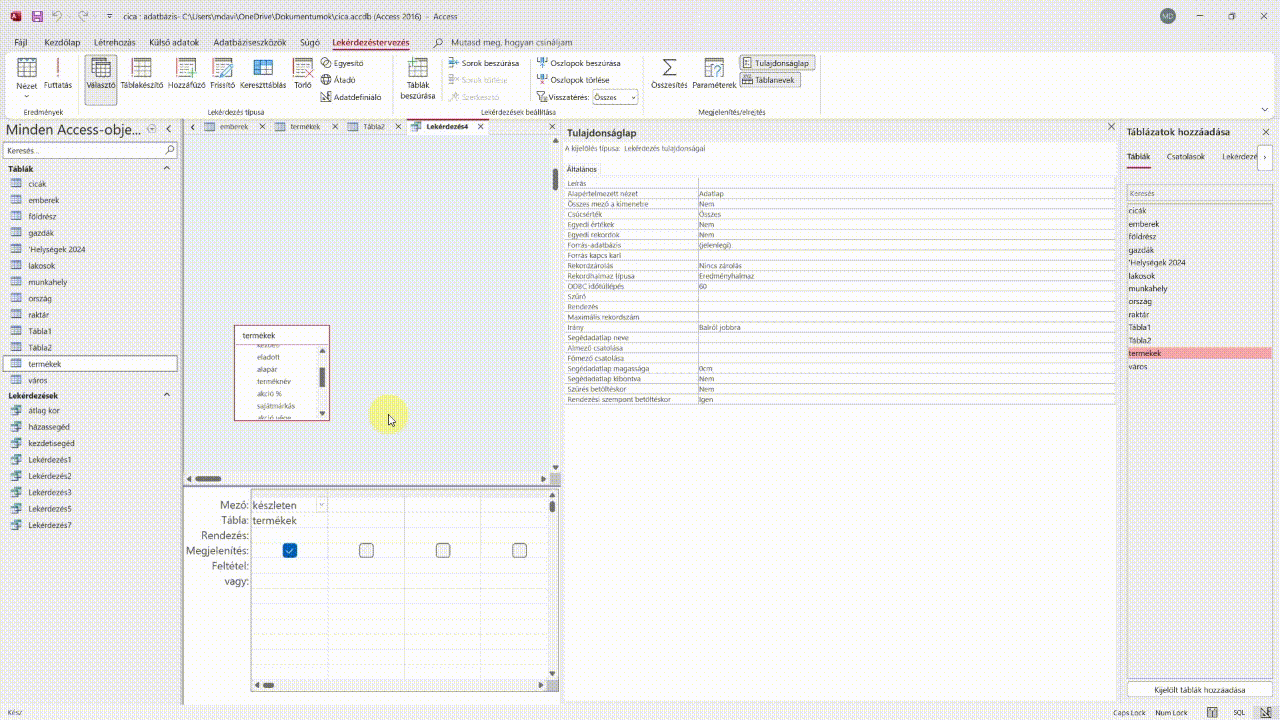 cica : adatbázis- C:\Users\mdavi\OneDrive\Dokumentumok\cica.accdb (Access 2016) - Access
MD
Fájl Kezdőlap Létrehozás Külső adatok Adatbáziseszközök Súgó Lekérdezéstervezés Mutasd meg, hogyan csináljam
Nézet Futtatás Választó Táblakészítő Hozzáfűző Frissítő Kereszttáblás Törlő
Egyesítő
Átadó
Adatdefiniáló
Táblák beszúrása
Sorok beszúrása
Sorok törlése
Szerkesztő
Oszlopok beszúrása
Oszlopok törlése
Visszatérés: Összes
Összesítés Paraméterek
Tulajdonságlap
Táblanevek
Eredmények Lekérdezés típusa Lekérdezések beállítása Megjelenítés/elrejtés
Minden Access-obje...
Keresés...
Táblák
cicák
emberek
földrész
gazdák
'Helységek 2024
lakosok
munkahely
ország
raktár
Tábla1
Tábla2
termékek
város
Lekérdezések
átlag kor
házassegéd
kezdetisegéd
Lekérdezés1
Lekérdezés2
Lekérdezés3
Lekérdezés5
Lekérdezés7
emberek termékek Tábla2 Lekérdezés4
termékek
eladott
alapár
terméknév
akció %
sajátmárkás
akció vége
Mező: készleten
Tábla: termékek
Rendezés:
Megjelenítés:
Feltétel:
vagy:
Tulajdonságlap
A kijelölés típusa: Lekérdezés tulajdonságai
Általános
Leírás
Alapértelmezett nézet Adatlap
Összes mező a kimenetre Nem
Csúcsérték Összes
Egyedi értékek Nem
Egyedi rekordok Nem
Forrás-adatbázis (jelenlegi)
Forrás kapcs karl
Rekordzárolás Nincs zárolás
Rekordhalmaz típusa Eredményhalmaz
ODBC időtúllépés 60
Szűrő
Rendezés
Maximális rekordszám
Irány Balról jobbra
Segédadatlap neve
Almező csatolása
Főmező csatolása
Segédadatlap magassága 0cm
Segédadatlap kibontva Nem
Szűrés betöltéskor Nem
Rendezési szempont betöltéskor Igen
Táblázatok hozzáadása
Táblák Csatolások Lekérdezé
Keresés
cicák
emberek
földrész
gazdák
'Helységek 2024
lakosok
munkahely
ország
raktár
Tábla1
Tábla2
termékek
város
Kijelölt táblák hozzáadása
Kész
Caps Lock Num Lock SQL